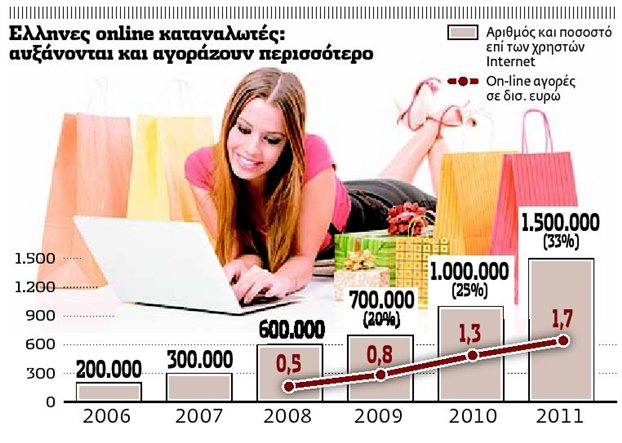 Ελληνες online καταναλωτές:
αυξάνονται και αγοράζουν περισσότερο
Αριθμός και ποσοστό
επί των χρηστών
Internet
On-line αγορές
σε δισ. ευρώ
1.500
1.200
900
600
300
0
200.000
300.000
600.000
700.000
(20%)
1.000.000
(25%)
1.500.000
(33%)
0,5
0,8
1,3
1,7
2006 2007 2008 2009 2010 2011